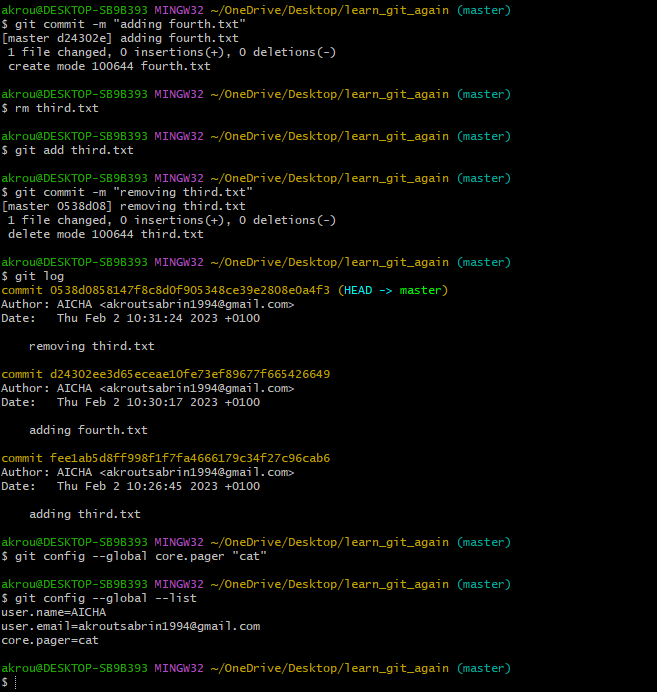 akrou@DESKTOP-SB9B393 MINGW32 ~/OneDrive/Desktop/learn_git_again (master)
$ git commit -m "adding fourth.txt"
[master d24302e] adding fourth.txt
 1 file changed, 0 insertions(+), 0 deletions(-)
 create mode 100644 fourth.txt

akrou@DESKTOP-SB9B393 MINGW32 ~/OneDrive/Desktop/learn_git_again (master)
$ rm third.txt

akrou@DESKTOP-SB9B393 MINGW32 ~/OneDrive/Desktop/learn_git_again (master)
$ git add third.txt

akrou@DESKTOP-SB9B393 MINGW32 ~/OneDrive/Desktop/learn_git_again (master)
$ git commit -m "removing third.txt"
[master 0538d08] removing third.txt
 1 file changed, 0 insertions(+), 0 deletions(-)
 delete mode 100644 third.txt

akrou@DESKTOP-SB9B393 MINGW32 ~/OneDrive/Desktop/learn_git_again (master)
$ git log
commit 0538d0858147f8c8d0f905348ce39e2808e0a4f3 (HEAD -> master)
Author: AICHA <akroutsabrin1994@gmail.com>
Date:   Thu Feb 2 10:31:24 2023 +0100

    removing third.txt

commit d24302ee3d65eceae10fe73ef89677f665426649
Author: AICHA <akroutsabrin1994@gmail.com>
Date:   Thu Feb 2 10:30:17 2023 +0100

    adding fourth.txt

commit fee1ab5d8ff998f1f7fa4666179c34f27c96cab6
Author: AICHA <akroutsabrin1994@gmail.com>
Date:   Thu Feb 2 10:26:45 2023 +0100

    adding third.txt

akrou@DESKTOP-SB9B393 MINGW32 ~/OneDrive/Desktop/learn_git_again (master)
$ git config --global core.pager "cat"

akrou@DESKTOP-SB9B393 MINGW32 ~/OneDrive/Desktop/learn_git_again (master)
$ git config --global --list
user.name=AICHA
user.email=akroutsabrin1994@gmail.com
core.pager=cat

akrou@DESKTOP-SB9B393 MINGW32 ~/OneDrive/Desktop/learn_git_again (master)
$